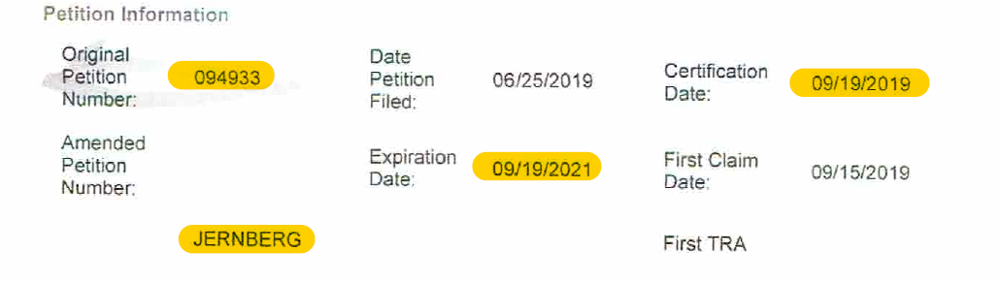 Petition Information
Original Petition Number: 094933
Date Petition Filed: 06/25/2019
Certification Date: 09/19/2019
Amended Petition Number:
Expiration Date: 09/19/2021
First Claim Date: 09/15/2019
JERNBERG
First TRA